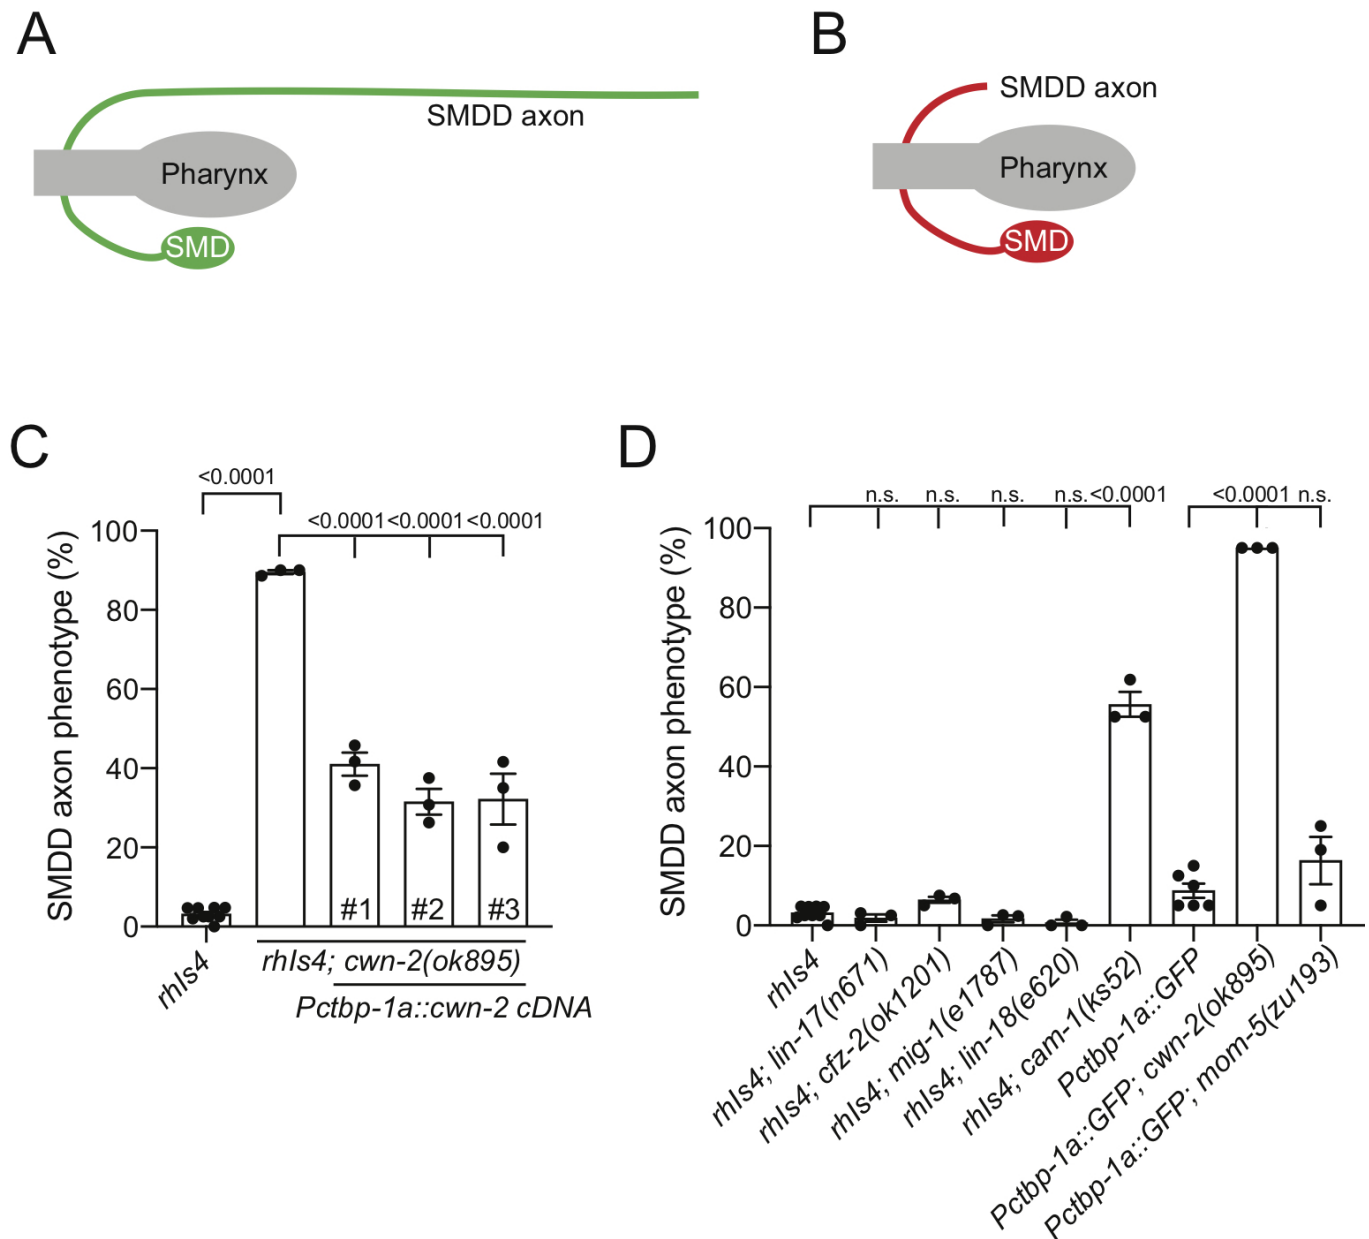 A
SMDD axon
Pharynx
SMD
B
SMDD axon
Pharynx
SMD
C
<0.0001
<0.0001 <0.0001 <0.0001
SMDD axon phenotype (%)
100
80
60
40
20
0
#1 #2 #3
rhIs4
rhIs4; cwn-2(ok895)
Pctbp-1a::cwn-2 cDNA
D
n.s. n.s. n.s. n.s. <0.0001 <0.0001 n.s.
SMDD axon phenotype (%)
100
80
60
40
20
0
rhIs4
rhIs4; lin-17(n671)
rhIs4; cfz-2(ok1201)
rhIs4; mig-1(e1787)
rhIs4; lin-18(e620)
rhIs4; cam-1(ks52)
Pctbp-1a::GFP
Pctbp-1a::GFP; cwn-2(ok895)
Pctbp-1a::GFP; mom-5(zu193)